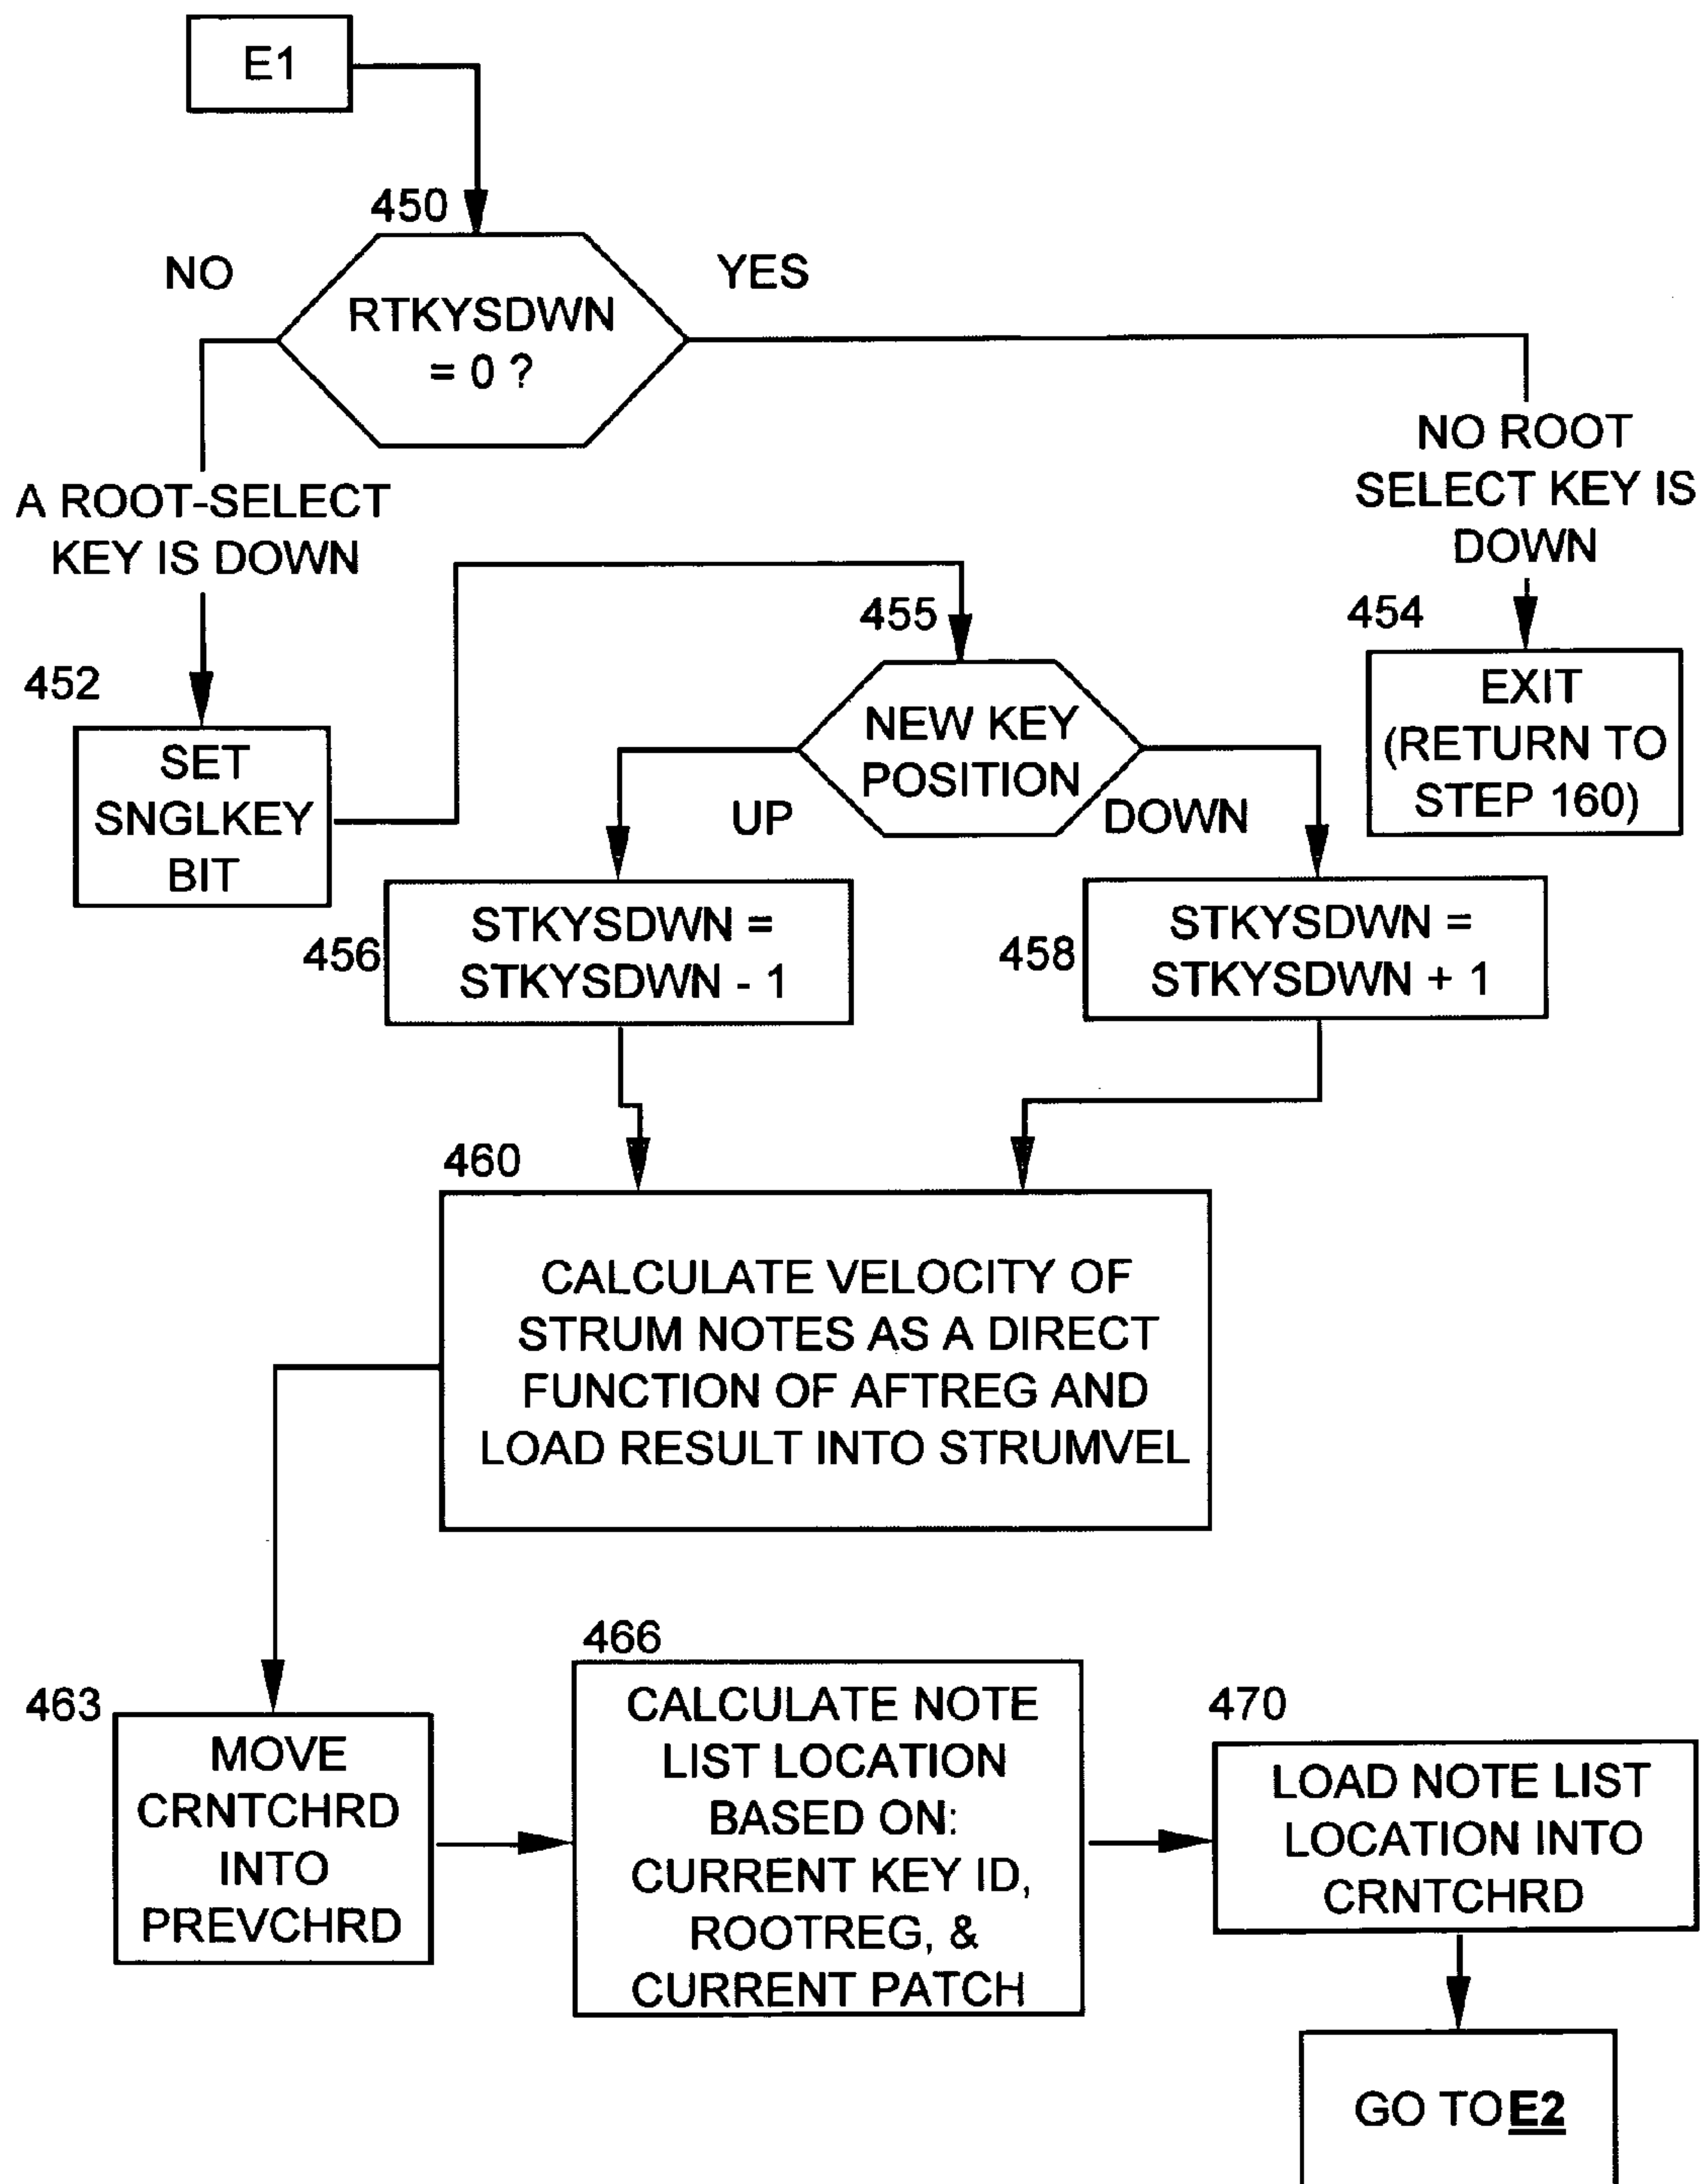 E1
450
NO
YES
RTKYSDWN
= 0 ?
A ROOT-SELECT
KEY IS DOWN
NO ROOT
SELECT KEY IS
DOWN
452
SET
SNGLKEY
BIT
455
NEW KEY
POSITION
UP
DOWN
454
EXIT
(RETURN TO
STEP 160)
456
STKYSDWN =
STKYSDWN - 1
458
STKYSDWN =
STKYSDWN + 1
460
CALCULATE VELOCITY OF
STRUM NOTES AS A DIRECT
FUNCTION OF AFTREG AND
LOAD RESULT INTO STRUMVEL
463
MOVE
CRNTCHRD
INTO
PREVCHRD
466
CALCULATE NOTE
LIST LOCATION
BASED ON:
CURRENT KEY ID,
ROOTREG, &
CURRENT PATCH
470
LOAD NOTE LIST
LOCATION INTO
CRNTCHRD
GO TO E2